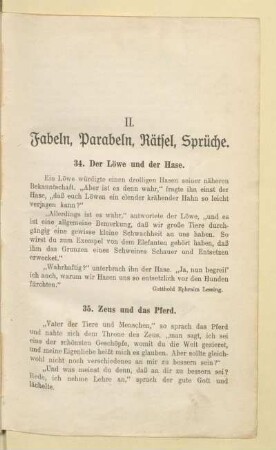 II.
Fabeln, Parabeln, Rätsel, Sprüche.
34. Der Löwe und der Hase.
Ein Löwe würdigte einen drolligen Hasen seiner näheren
Bekanntschaft. „Aber ist es denn wahr,“ fragte ihn einst der
Hase, „daß euch Löwen ein elender krähender Hahn so leicht
verjagen kann?“
„Allerdings ist es wahr,“ antwortete der Löwe, „und es
ist eine allgemeine Bemerkung, daß wir große Tiere durch-
gängig eine gewisse kleine Schwachheit an uns haben. So
wirst du zum Exempel von dem Elefanten gehört haben, daß
ihm das Grunzen eines Schweines Schauer und Entsetzen
erwecket.“
„Wahrhaftig?“ unterbrach ihn der Hase. „Ja, nun begreif’
ich auch, warum wir Hasen uns so entsetzlich vor den Hunden
fürchten.“
Gotthold Ephraim Lessing.
35. Zeus und das Pferd.
„Vater der Tiere und Menschen,“ so sprach das Pferd
und nahte sich dem Throne des Zeus, „man sagt, ich sei
eins der schönsten Geschöpfe, womit du die Welt gezieret, und
meine Eigenliebe heißt mich es glauben. Aber sollte gleich-
wohl nicht noch verschiedenes an mir zu bessern sein?“
„Und was meinst du denn, daß an dir zu bessern sei?
Rede, ich nehme Lehre an,“ sprach der gute Gott und
lächelte.